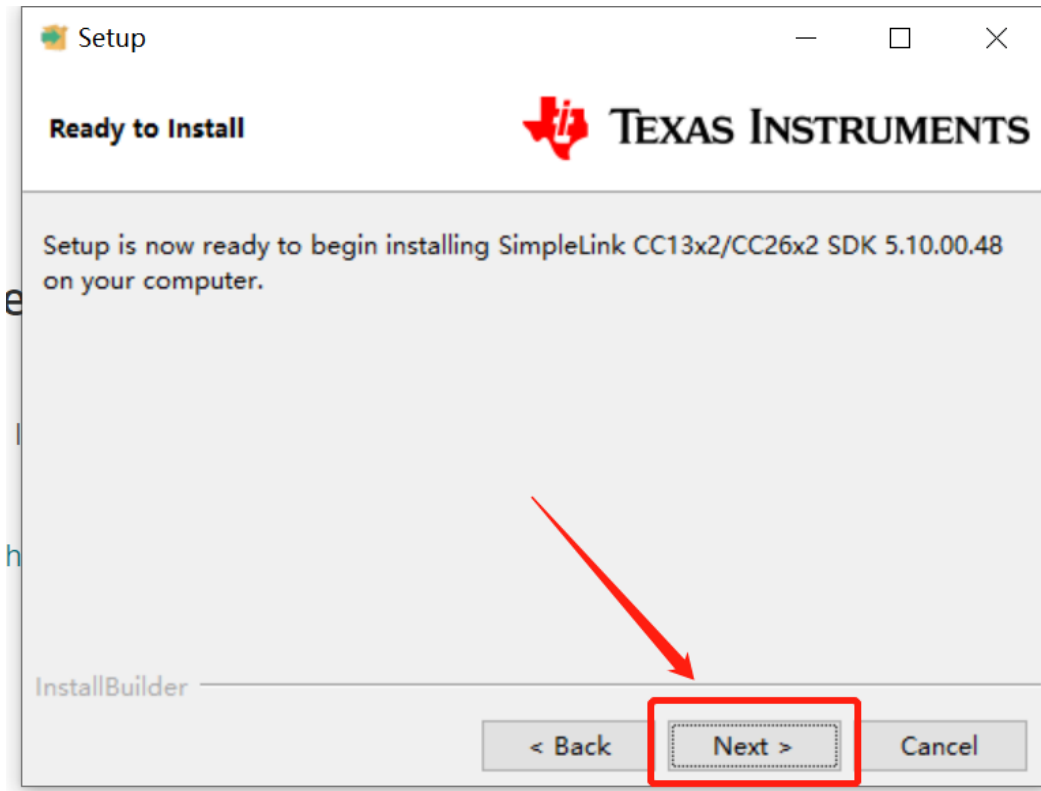 Setup
Ready to Install
TEXAS INSTRUMENTS
Setup is now ready to begin installing SimpleLink CC13x2/CC26x2 SDK 5.10.00.48
on your computer.
e
h
InstallBuilder
< Back
Next >
Cancel